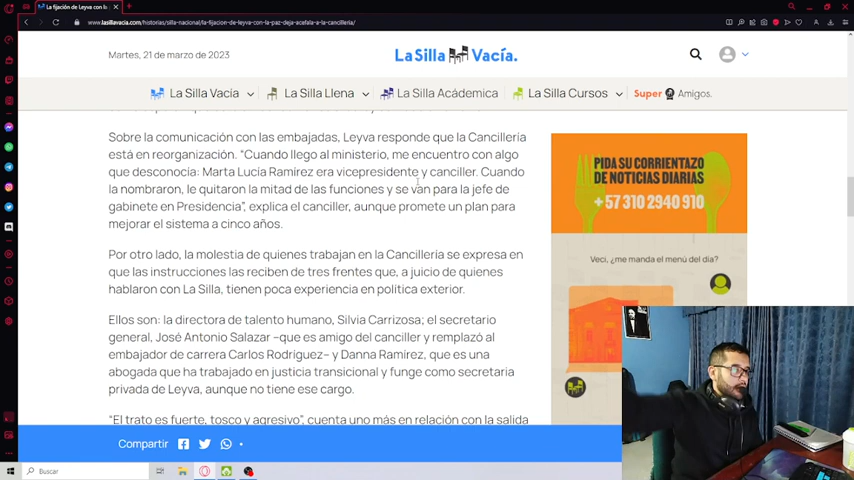 La fijación de Leyva con la
www.lasillavacia.com/historias/silla-nacional/la-fijacion-de-leyva-con-la-paz-deja-acefala-a-la-cancilleria/
Martes, 21 de marzo de 2023
La Silla Vacía.
La Silla Vacía
La Silla Llena
La Silla Académica
La Silla Cursos
Super Amigos.
Sobre la comunicación con las embajadas, Leyva responde que la Cancillería
está en reorganización. “Cuando llego al ministerio, me encuentro con algo
que desconocía: Marta Lucía Ramírez era vicepresidente y canciller. Cuando
la nombraron, le quitaron la mitad de las funciones y se van para la jefe de
gabinete en Presidencia”, explica el canciller, aunque promete un plan para
mejorar el sistema a cinco años.
Por otro lado, la molestia de quienes trabajan en la Cancillería se expresa en
que las instrucciones las reciben de tres frentes que, a juicio de quienes
hablaron con La Silla, tienen poca experiencia en política exterior.
Ellos son: la directora de talento humano, Silvia Carrizosa; el secretario
general, José Antonio Salazar –que es amigo del canciller y remplazó al
embajador de carrera Carlos Rodríguez– y Danna Ramírez, que es una
abogada que ha trabajado en justicia transicional y funge como secretaria
privada de Leyva, aunque no tiene ese cargo.
“El trato es fuerte, tosco y agresivo”, cuenta uno más en relación con la salida
PIDA SU CORRIENTAZO
DE NOTICIAS DIARIAS
+57 310 2940 910
Veci, ¿me manda el menú del día?
Compartir
Buscar